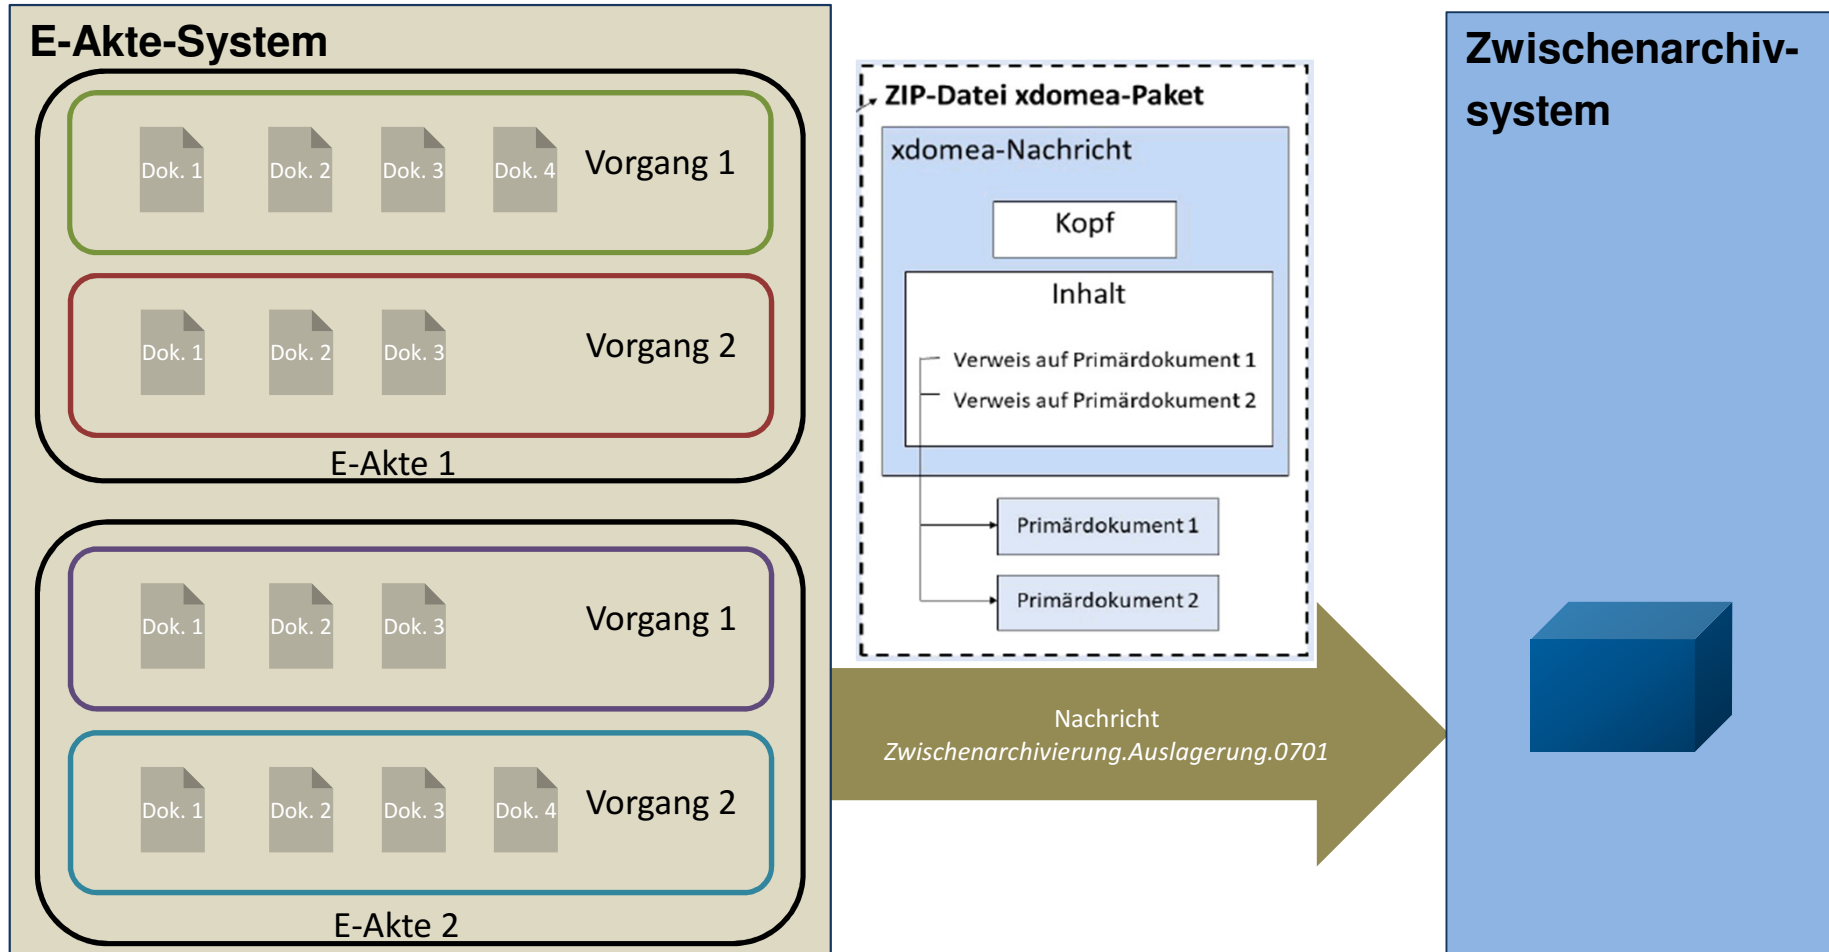 E-Akte-System
Dok. 1 Dok. 2 Dok. 3 Dok. 4 Vorgang 1
Dok. 1 Dok. 2 Dok. 3 Vorgang 2
E-Akte 1
Dok. 1 Dok. 2 Dok. 3 Vorgang 1
Dok. 1 Dok. 2 Dok. 3 Dok. 4 Vorgang 2
E-Akte 2
ZIP-Datei xdomea-Paket
xdomea-Nachricht
Kopf
Inhalt
Verweis auf Primärdokument 1
Verweis auf Primärdokument 2
Primärdokument 1
Primärdokument 2
Nachricht
Zwischenarchivierung.Auslagerung.0701
Zwischenarchiv-
system